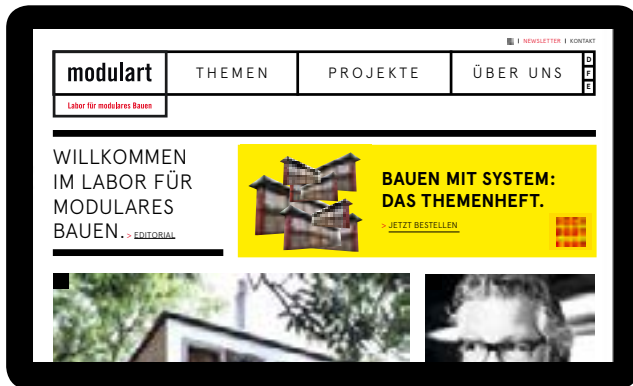 NEWSLETTER I KONTAKT
modulart
THEMEN
PROJEKTE
ÜBER UNS
D
F
E
Labor für modulares Bauen
WILLKOMMEN
IM LABOR FÜR
MODULARES
BAUEN. > EDITORIAL
BAUEN MIT SYSTEM:
DAS THEMENHEFT.
> JETZT BESTELLEN